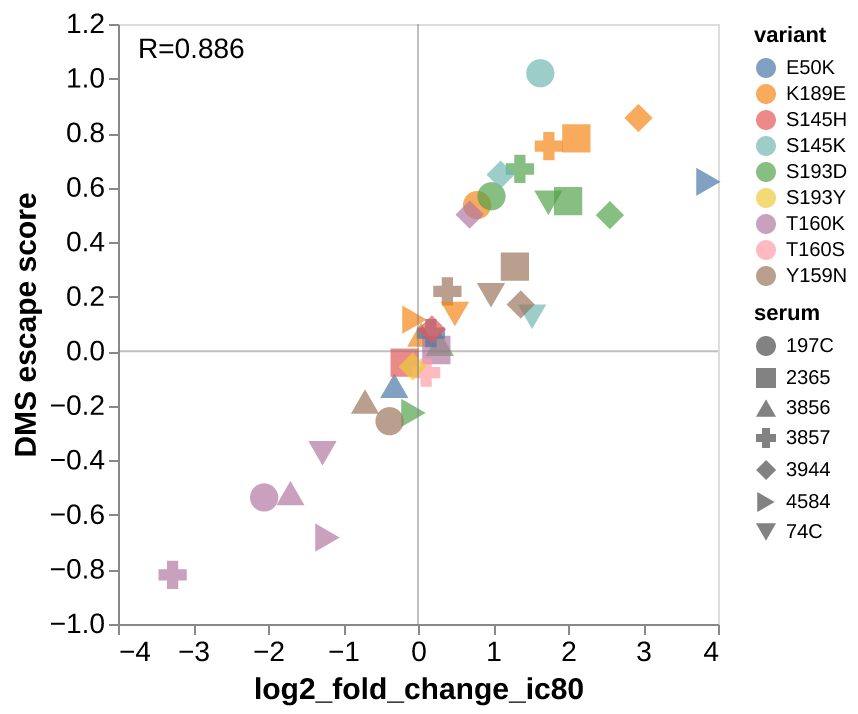 R=0.886
1.2
1.0
0.8
0.6
0.4
0.2
0.0
−0.2
−0.4
−0.6
−0.8
−1.0
DMS escape score
−4 −3 −2 −1 0 1 2 3 4
log2_fold_change_ic80
variant
E50K
K189E
S145H
S145K
S193D
S193Y
T160K
T160S
Y159N
serum
197C
2365
3856
3857
3944
4584
74C